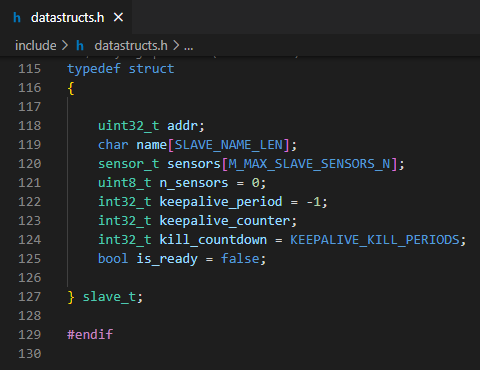 datastructs.h
include > datastructs.h > ...
115 typedef struct
116 {
117
118 uint32_t addr;
119 char name[SLAVE_NAME_LEN];
120 sensor_t sensors[M_MAX_SLAVE_SENSORS_N];
121 uint8_t n_sensors = 0;
122 int32_t keepalive_period = -1;
123 int32_t keepalive_counter;
124 int32_t kill_countdown = KEEPALIVE_KILL_PERIODS;
125 bool is_ready = false;
126
127 } slave_t;
128
129 #endif
130